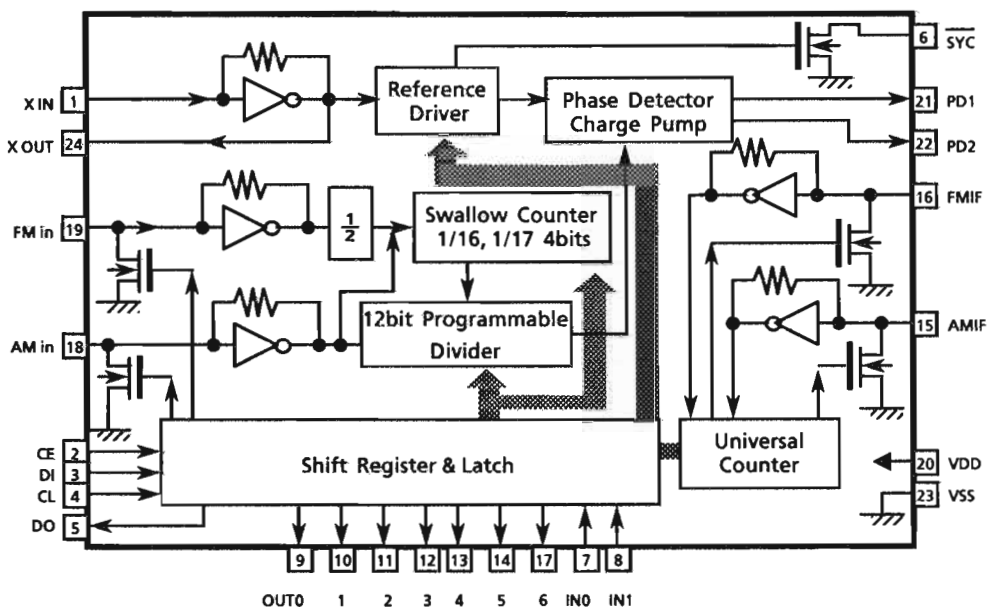 6 SYC
X IN 1
Reference Driver
Phase Detector Charge Pump
21 PD1
X OUT 24
22 PD2
16 FMIF
FM in 19
1/2
Swallow Counter
1/16, 1/17 4bits
12bit Programmable
Divider
15 AMIF
AM in 18
Shift Register & Latch
Universal
Counter
CE 2
DI 3
CL 4
DO 5
20 VDD
23 VSS
9 10 11 12 13 14 17 7 8
OUT0 1 2 3 4 5 6 IN0 IN1